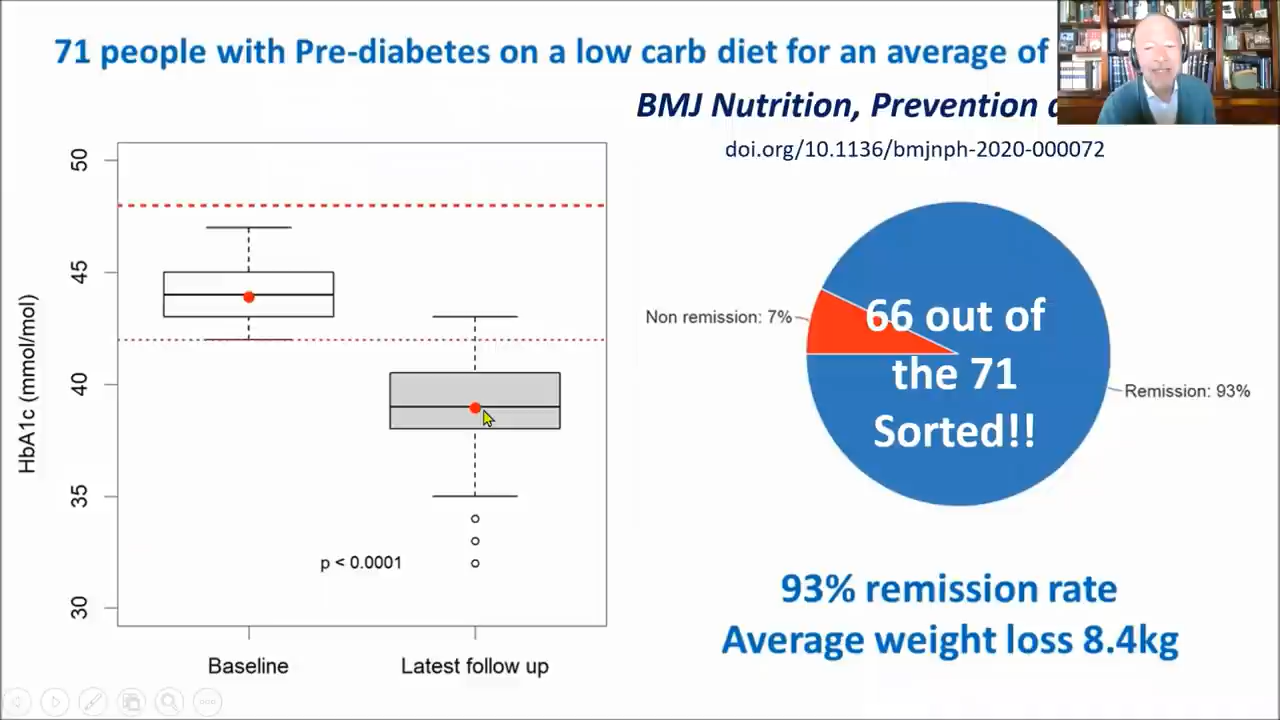 71 people with Pre-diabetes on a low carb diet for an average of
BMJ Nutrition, Prevention
doi.org/10.1136/bmjnph-2020-000072
50
45
40
35
30
HbA1c (mmol/mol)
p < 0.0001
Baseline
Latest follow up
Non remission: 7%
66 out of
the 71
Sorted!!
Remission: 93%
93% remission rate
Average weight loss 8.4kg